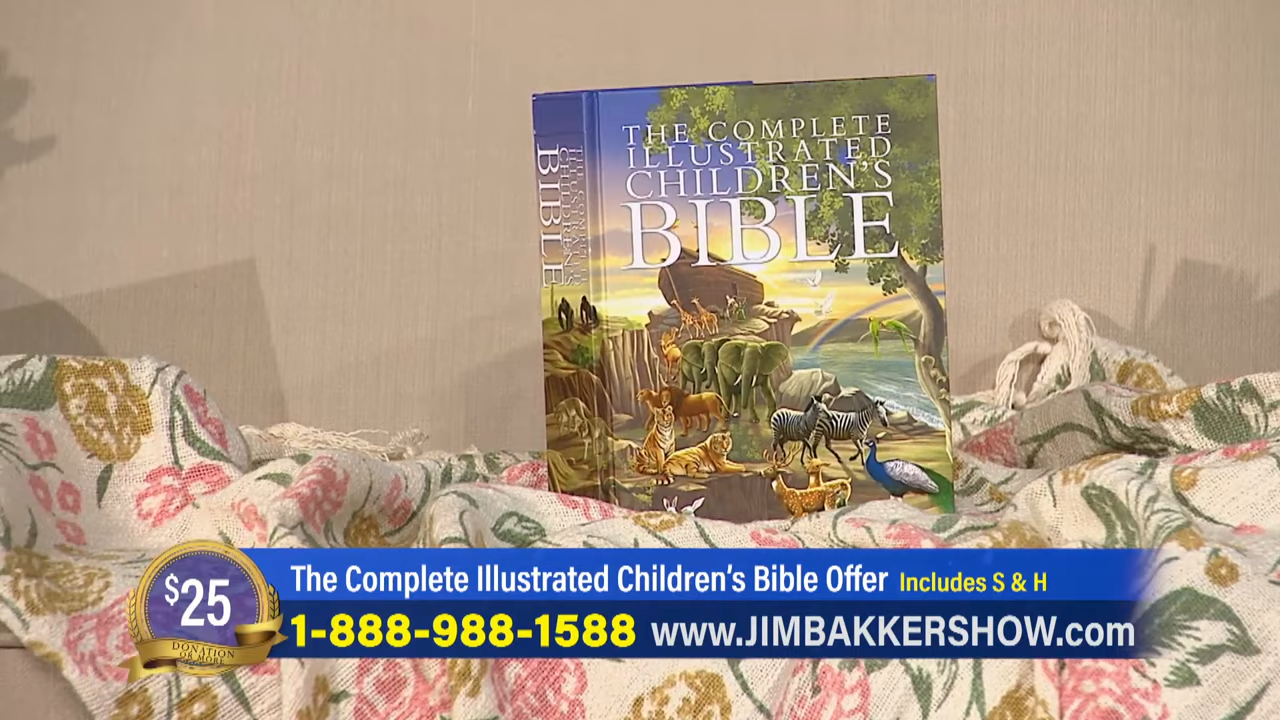 THE COMPLETE
ILLUSTRATED
CHILDREN'S
BIBLE
THE COMPLETE
ILLUSTRATED
CHILDREN'S
BIBLE
$25
DONATION
OR MORE
The Complete Illustrated Children's Bible Offer Includes S & H
1-888-988-1588 www.JIMBAKKERSHOW.com